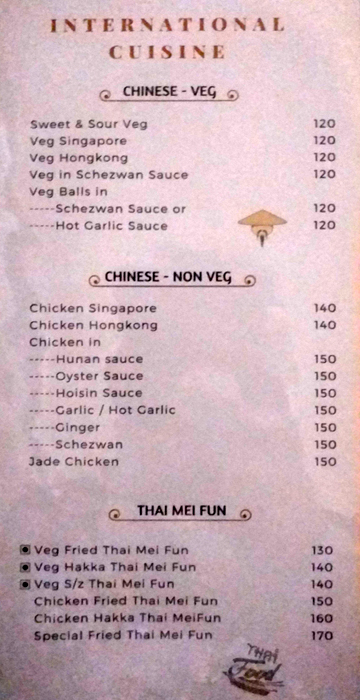 INTERNATIONAL
CUISINE
CHINESE - VEG
Sweet & Sour Veg 120
Veg Singapore 120
Veg Hongkong 120
Veg in Schezwan Sauce 120
Veg Balls in
-----Schezwan Sauce or 120
-----Hot Garlic Sauce 120
CHINESE - NON VEG
Chicken Singapore 140
Chicken Hongkong 140
Chicken in
-----Hunan sauce 150
-----Oyster Sauce 150
-----Hoisin Sauce 150
-----Garlic / Hot Garlic 150
-----Ginger 150
-----Schezwan 150
Jade Chicken 150
THAI MEI FUN
Veg Fried Thai Mei Fun 130
Veg Hakka Thai Mei Fun 140
Veg S/z Thai Mei Fun 140
Chicken Fried Thai Mei Fun 150
Chicken Hakka Thai MeiFun 160
Special Fried Thai Mei Fun 170
THAI
Food